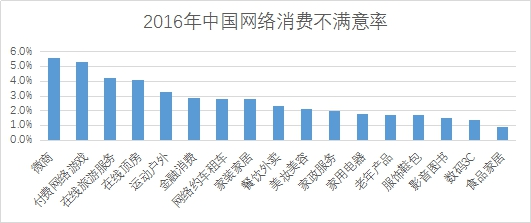 2016年中国网络消费不满意率
6.0%
5.0%
4.0%
3.0%
2.0%
1.0%
0.0%
微商
付费网络游戏
在线旅游服务
在线顶房
运动户外
金融消费
网络约车租车
家装家居
餐饮外卖
美妆美容
家政服务
家用电器
老年产品
服饰鞋包
影音图书
数码3C
食品家居